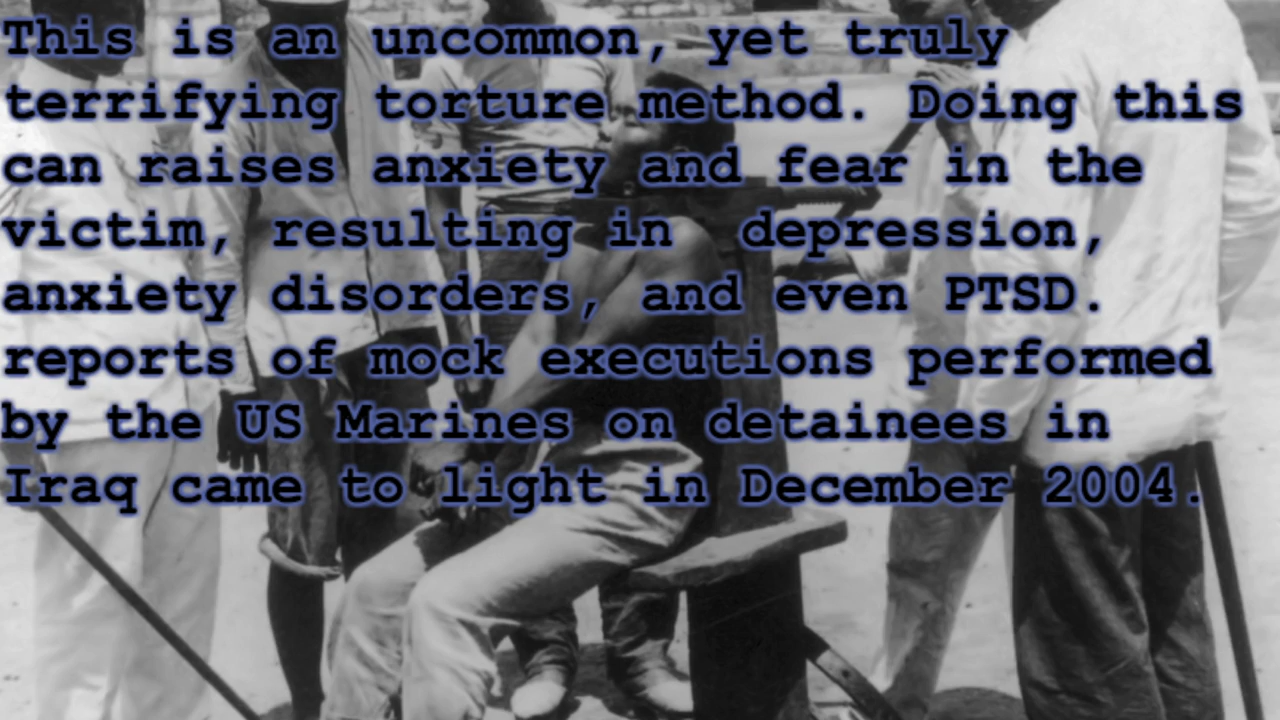 This is an uncommon, yet truly
terrifying torture method. Doing this
can raises anxiety and fear in the
victim, resulting in  depression,
anxiety disorders, and even PTSD.
reports of mock executions performed
by the US Marines on detainees in
Iraq came to light in December 2004.